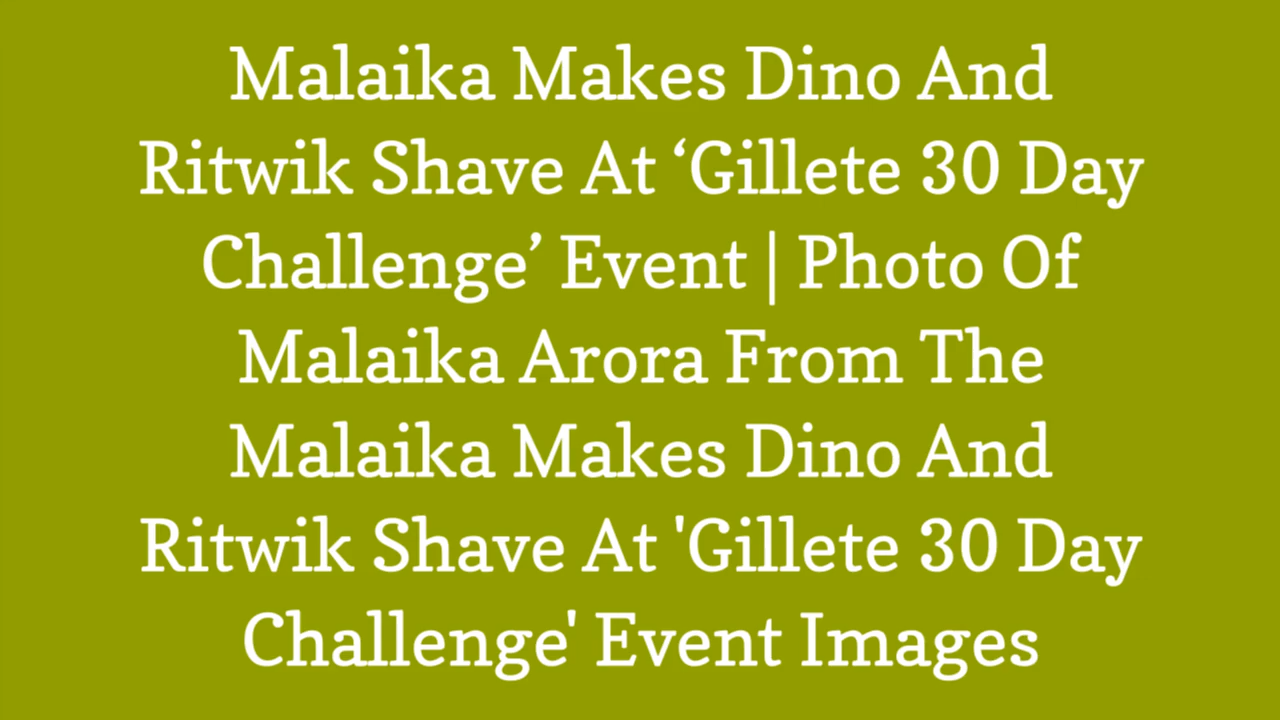 Malaika Makes Dino And
Ritwik Shave At ‘Gillete 30 Day
Challenge’ Event | Photo Of
Malaika Arora From The
Malaika Makes Dino And
Ritwik Shave At 'Gillete 30 Day
Challenge' Event Images